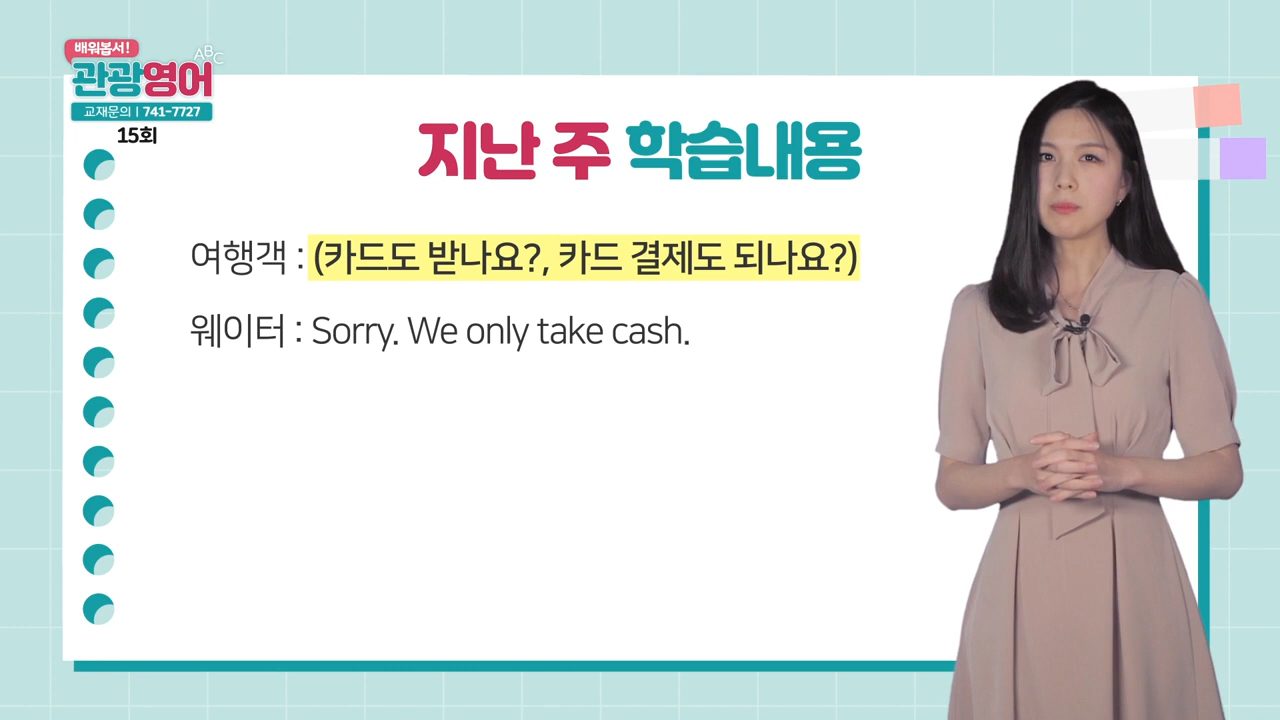 배워봅서!
ABC
관광영어
교재문의 | 741-7727
15회
지난 주 학습내용
여행객 : (카드도 받나요?, 카드 결제도 되나요?)
웨이터 : Sorry. We only take cash.